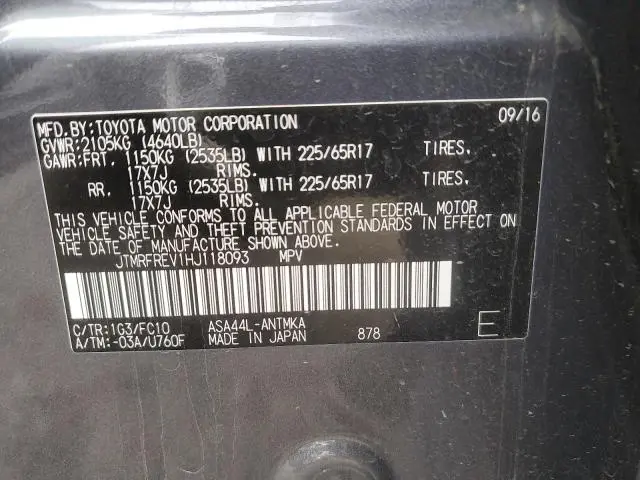 MFD.BY:TOYOTA MOTOR CORPORATION 09/16
GVWR:2105KG (4640LB)
GAWR:FRT. 1150KG (2535LB) WITH 225/65R17 TIRES.
17X7J RIMS.
RR. 1150KG (2535LB) WITH 225/65R17 TIRES.
17X7J RIMS.
THIS VEHICLE CONFORMS TO ALL APPLICABLE FEDERAL MOTOR
VEHICLE SAFETY AND THEFT PREVENTION STANDARDS IN EFFECT ON
THE DATE OF MANUFACTURE SHOWN ABOVE.
JTMRFREV1HJ118093 MPV
C/TR:1G3/FC10 ASA44L-ANTMKA
A/TM:-03A/U760F MADE IN JAPAN 878 E